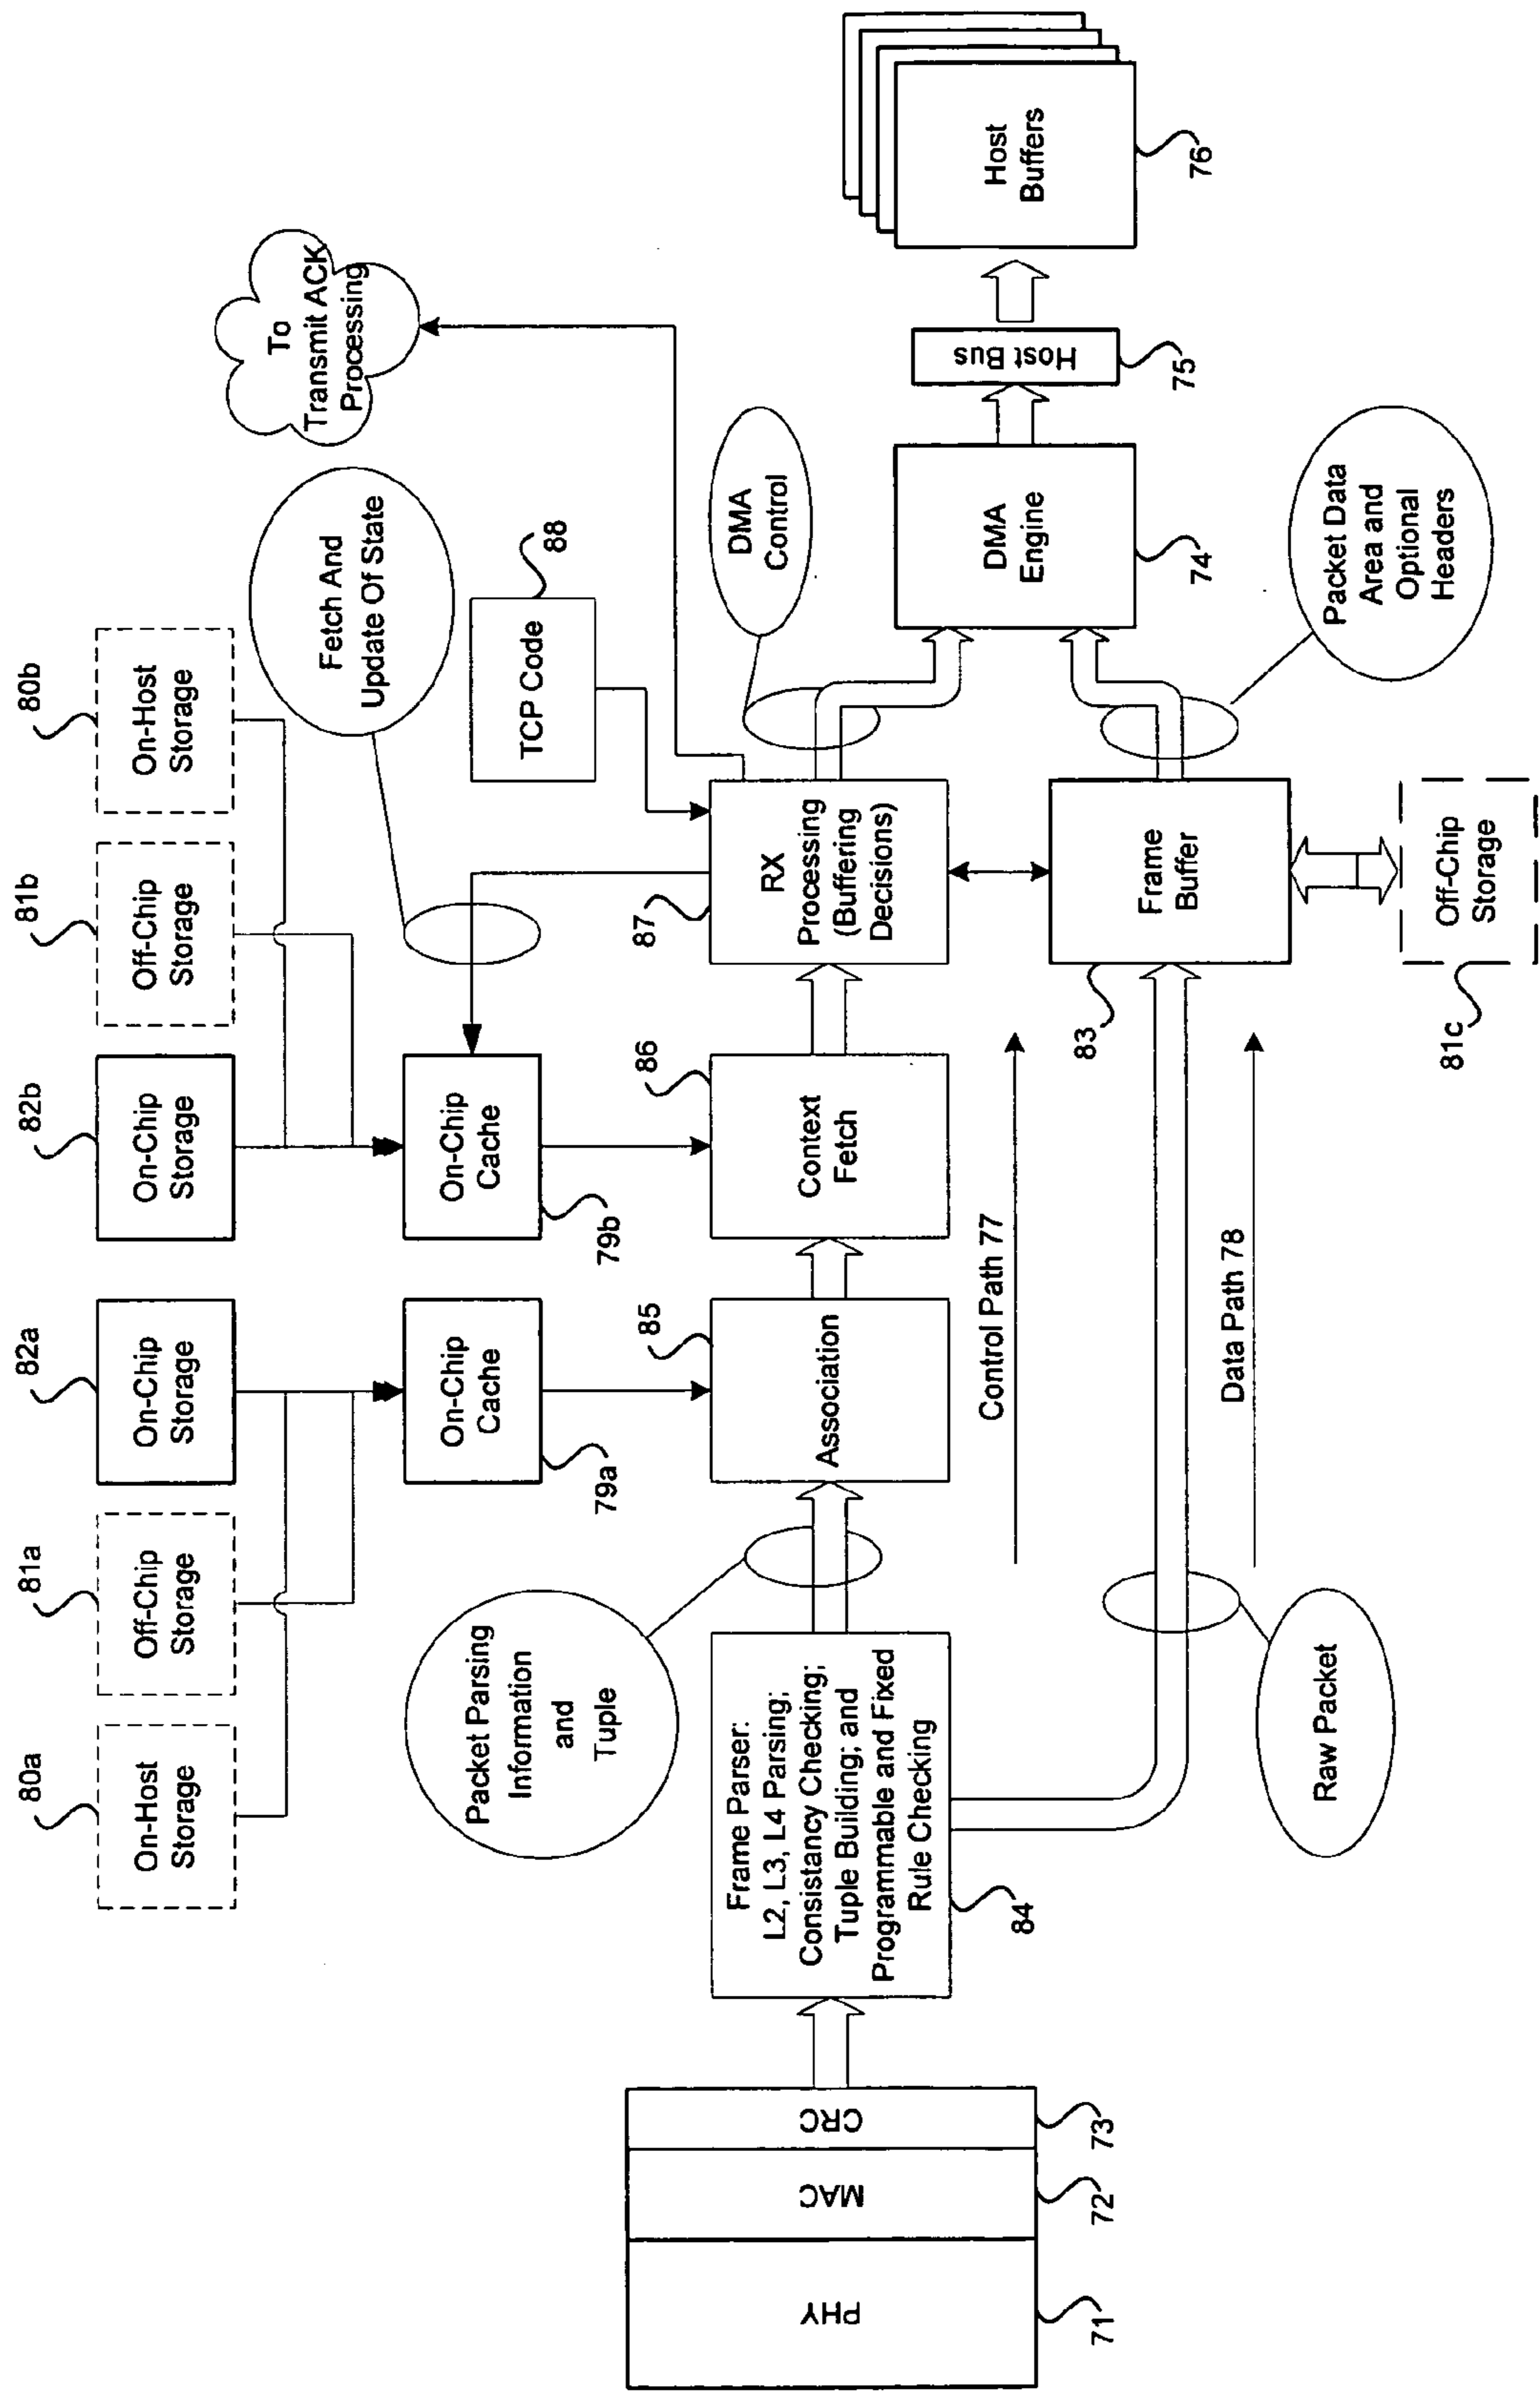 80a
81a
82a
82b
81b
80b
On-Host
Storage
Off-Chip
Storage
On-Chip
Storage
On-Chip
Storage
Off-Chip
Storage
On-Host
Storage
To
Transmit ACK
Processing
Fetch And
Update Of State
Packet Parsing
Information
and
Tuple
On-Chip
Cache
79a
On-Chip
Cache
79b
TCP Code
88
85
86
87
DMA
Control
PHY
MAC
CRC
71
72
73
Frame Parser:
L2, L3, L4 Parsing;
Consistancy Checking;
Tuple Building; and
Programmable and Fixed
Rule Checking
84
Association
Context
Fetch
RX
Processing
(Buffering
Decisions)
DMA
Engine
74
Host Bus
75
Host
Buffers
76
Control Path 77
83
Frame
Buffer
Data Path 78
Raw Packet
Packet Data
Area and
Optional
Headers
81c
Off-Chip
Storage